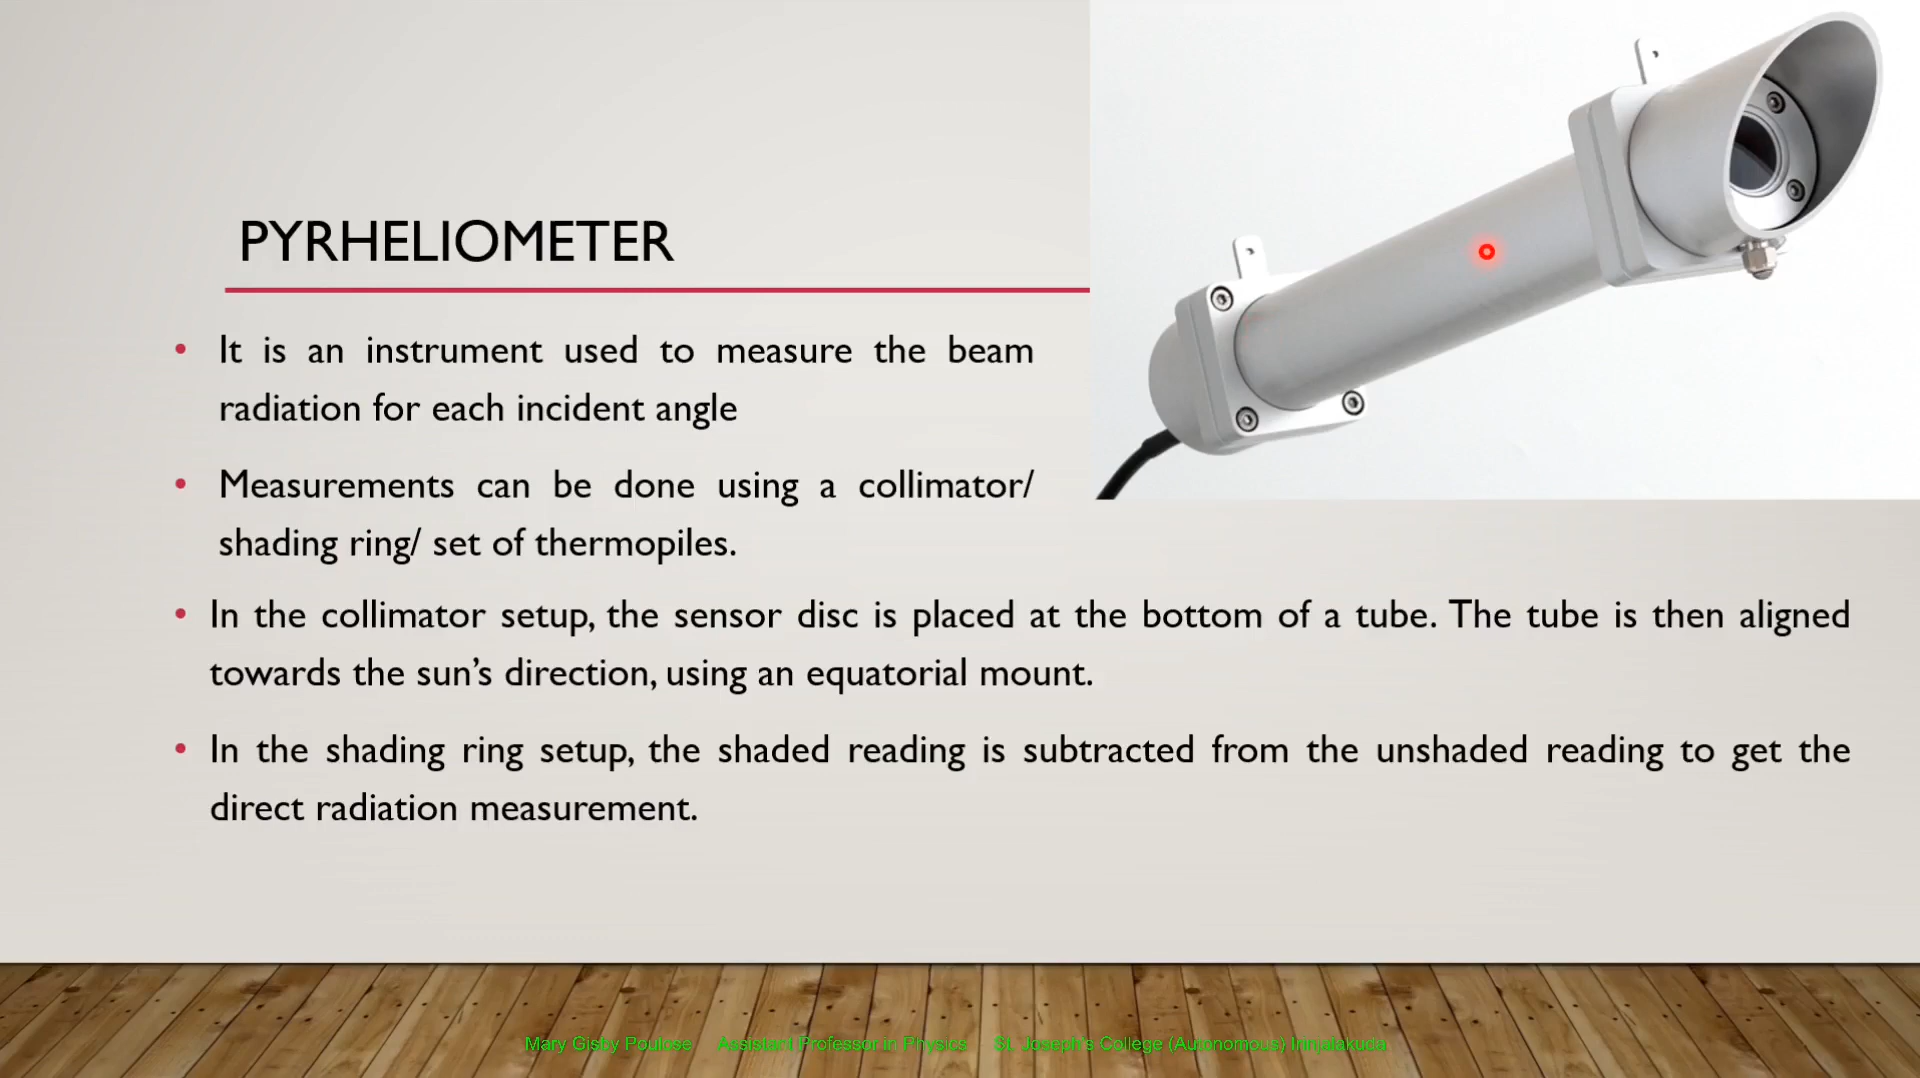 PYRHELIOMETER
• It is an instrument used to measure the beam
radiation for each incident angle
• Measurements can be done using a collimator/
shading ring/ set of thermopiles.
• In the collimator setup, the sensor disc is placed at the bottom of a tube. The tube is then aligned
towards the sun’s direction, using an equatorial mount.
• In the shading ring setup, the shaded reading is subtracted from the unshaded reading to get the
direct radiation measurement.
Mary Gisby Poulose Assistant Professor in Physics St. Joseph's College (Autonomous) Irinjalakuda